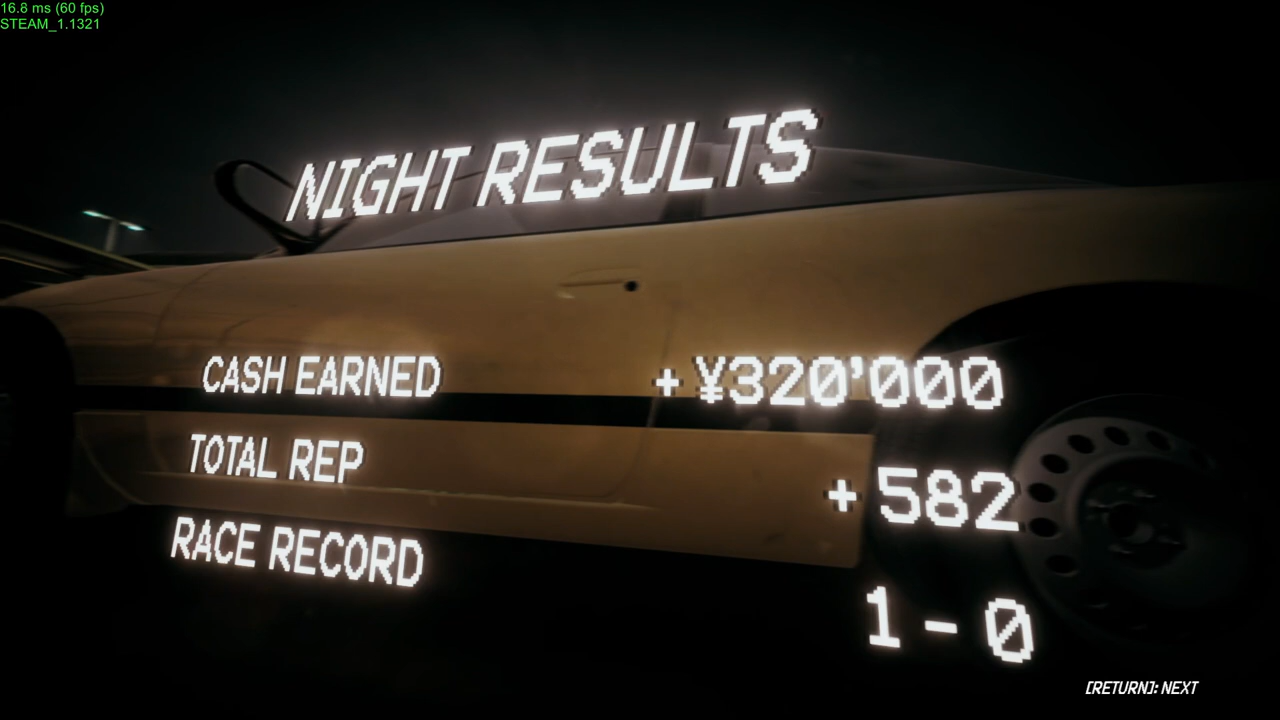 16.8 ms (60 fps)
STEAM_1.1321
NIGHT RESULTS
CASH EARNED + ¥320'000
TOTAL REP + 582
RACE RECORD 1 - 0
[RETURN]: NEXT